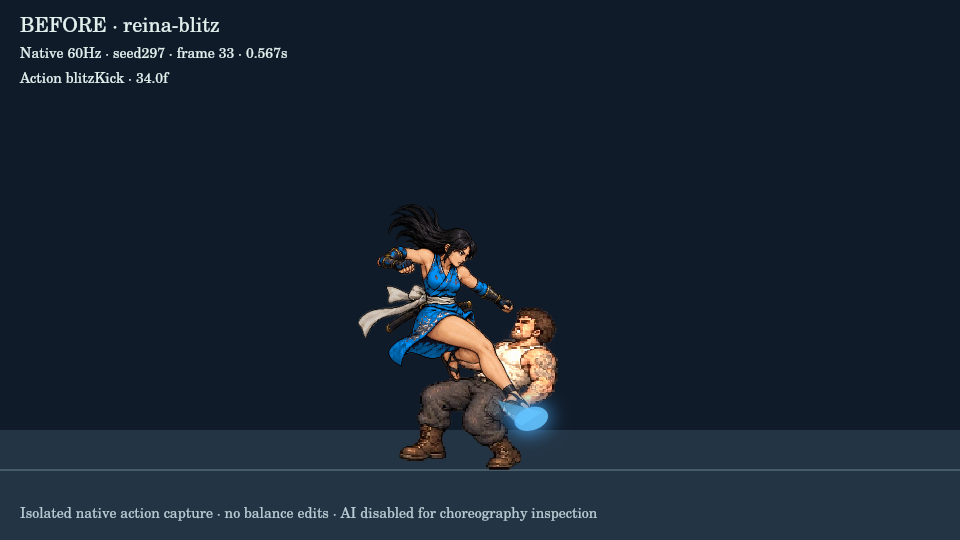 BEFORE · reina-blitz
Native 60Hz · seed297 · frame 33 · 0.567s
Action blitzKick · 34.0f
Isolated native action capture · no balance edits · AI disabled for choreography inspection